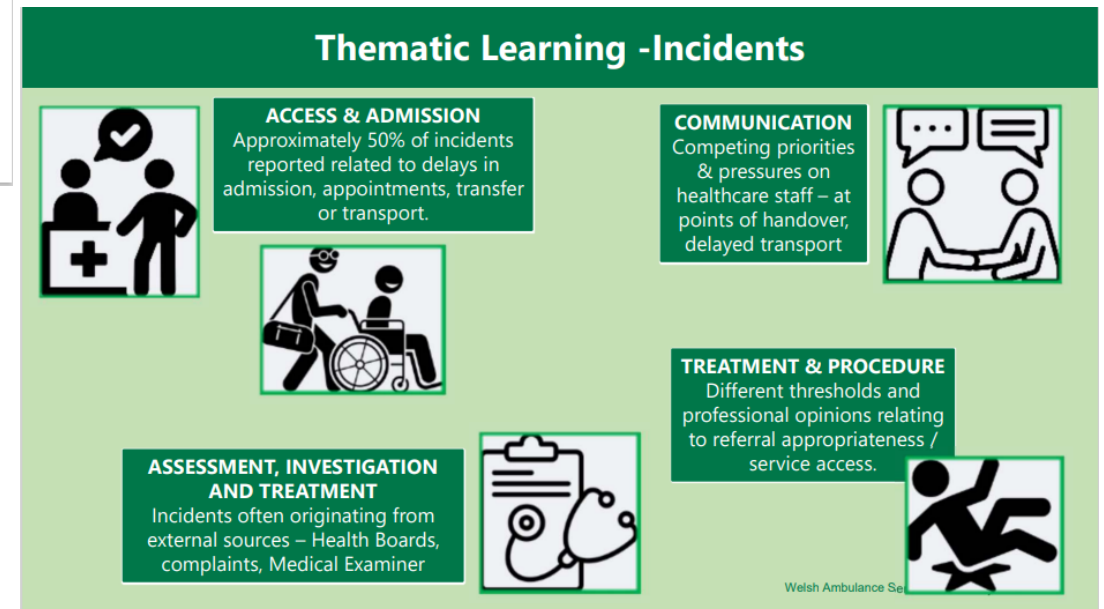 Thematic Learning -Incidents
ACCESS & ADMISSION
Approximately 50% of incidents
reported related to delays in
admission, appointments, transfer
or transport.
COMMUNICATION
Competing priorities
& pressures on
healthcare staff – at
points of handover,
delayed transport
TREATMENT & PROCEDURE
Different thresholds and
professional opinions relating
to referral appropriateness /
service access.
ASSESSMENT, INVESTIGATION
AND TREATMENT
Incidents often originating from
external sources – Health Boards,
complaints, Medical Examiner
Welsh Ambulance